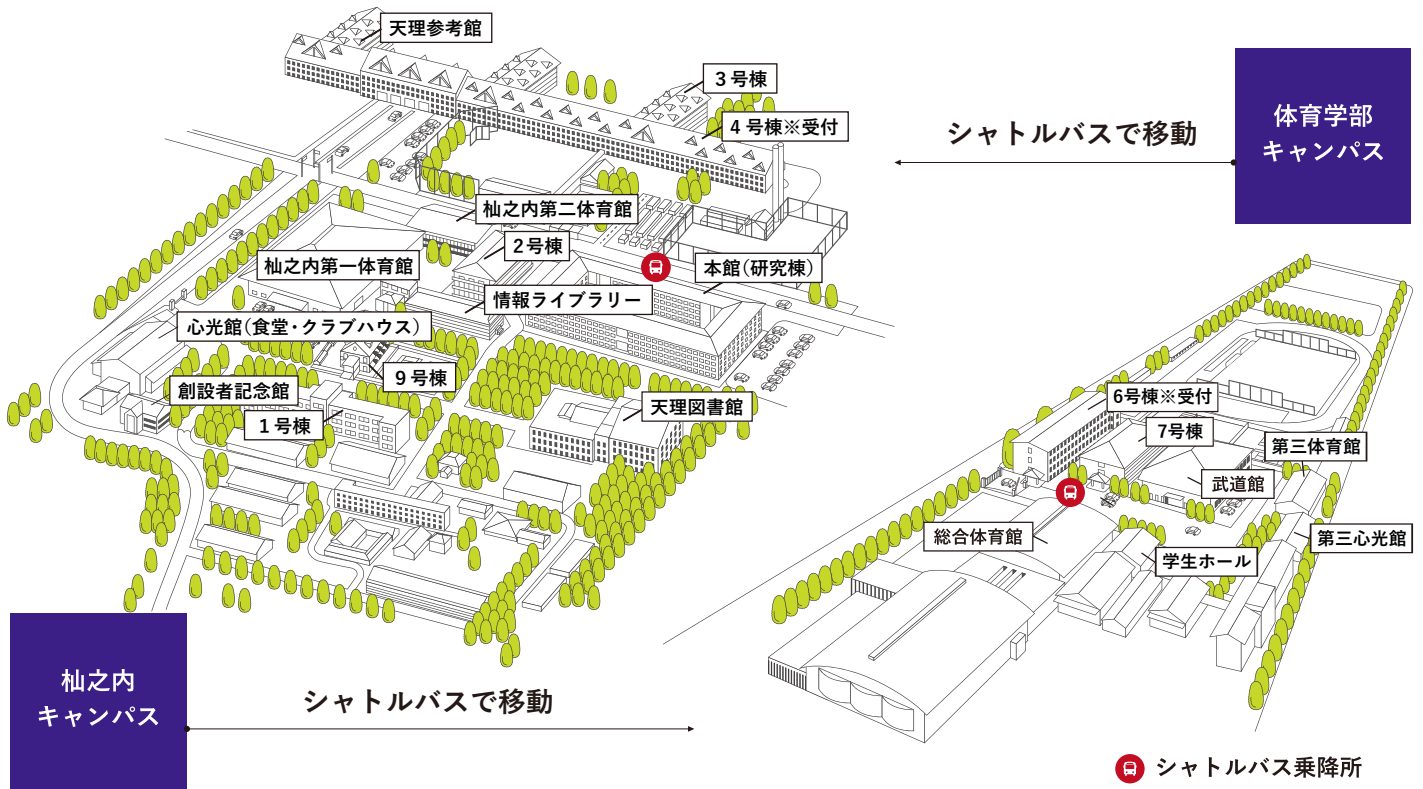 天理参考館
3号棟
4号棟※受付
シャトルバスで移動
体育学部
キャンパス
杣之内第二体育館
2号棟
杣之内第一体育館
本館(研究棟)
情報ライブラリー
心光館(食堂・クラブハウス)
9号棟
創設者記念館
1号棟
天理図書館
6号棟※受付
7号棟
第三体育館
武道館
総合体育館
第三心光館
学生ホール
杣之内
キャンパス
シャトルバスで移動
シャトルバス乗降所